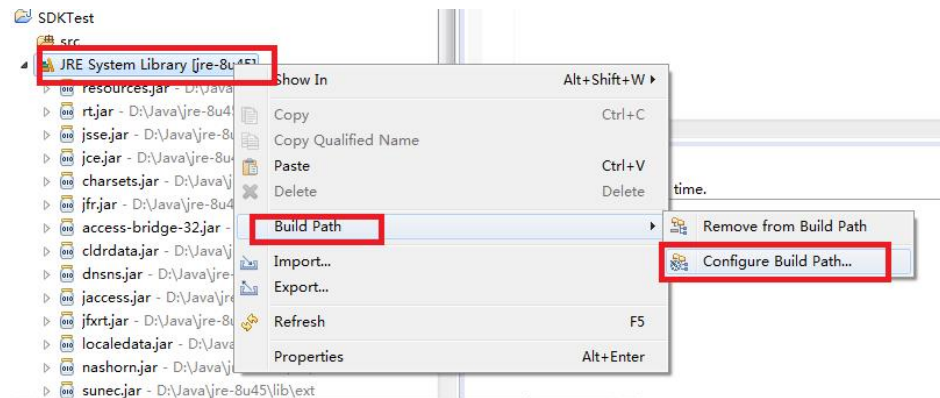 SDKTest
src
JRE System Library [jre-8u45]
resources.jar - D:\Java
rt.jar - D:\Java\jre-8u4
jsse.jar - D:\Java\jre-8u
jce.jar - D:\Java\jre-8u
charsets.jar - D:\Java\j
jfr.jar - D:\Java\jre-8u4
access-bridge-32.jar -
cldrdata.jar - D:\Java\j
dnsns.jar - D:\Java\jre-
jaccess.jar - D:\Java\jre
jfxrt.jar - D:\Java\jre-8u
localedata.jar - D:\Java
nashorn.jar - D:\Java\j
sunec.jar - D:\Java\jre-8u45\lib\ext
Show In Alt+Shift+W
Copy Ctrl+C
Copy Qualified Name
Paste Ctrl+V
Delete Delete
Build Path
Import...
Export...
Refresh F5
Properties Alt+Enter
time.
Remove from Build Path
Configure Build Path...